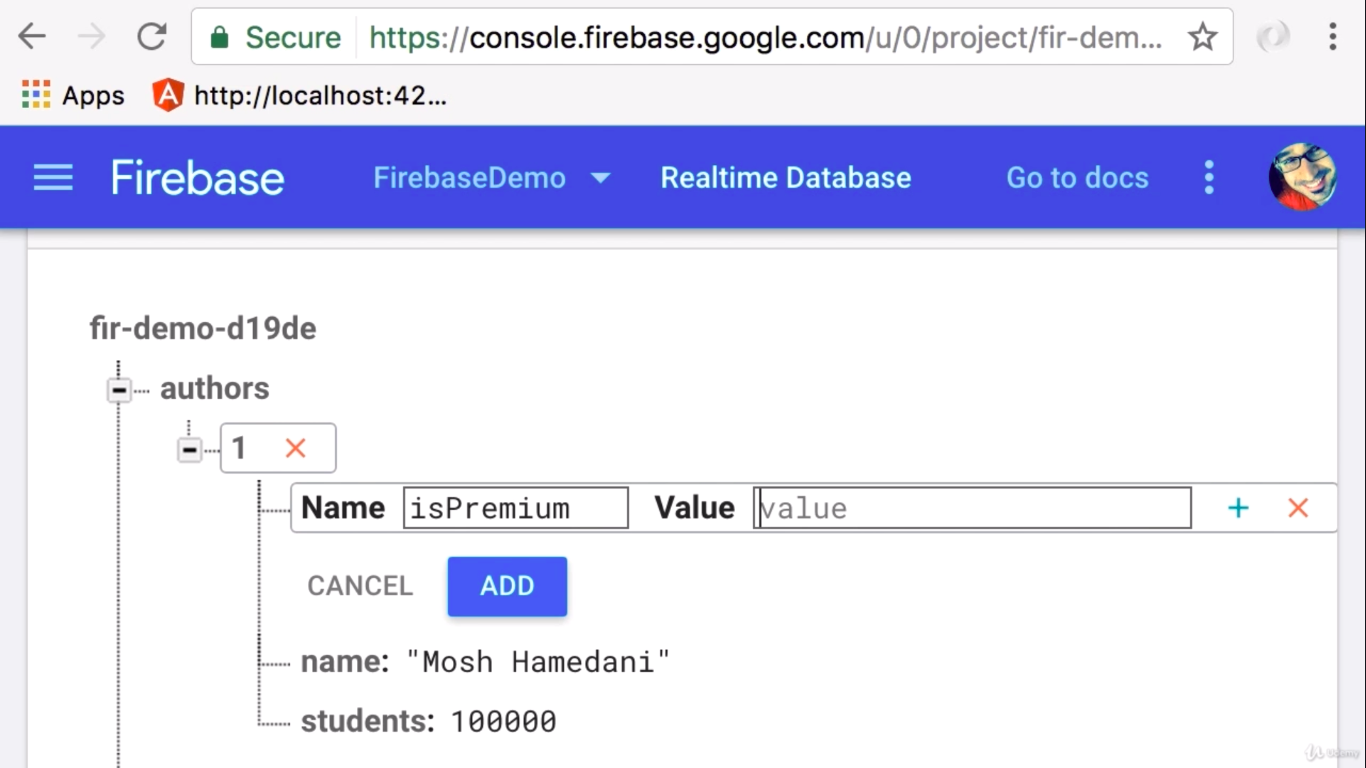 Secure https://console.firebase.google.com/u/0/project/fir-dem...
Apps http://localhost:42...
Firebase FirebaseDemo Realtime Database Go to docs
fir-demo-d19de
authors
1
Name isPremium Value value
CANCEL ADD
name: "Mosh Hamedani"
students: 100000
Udemy